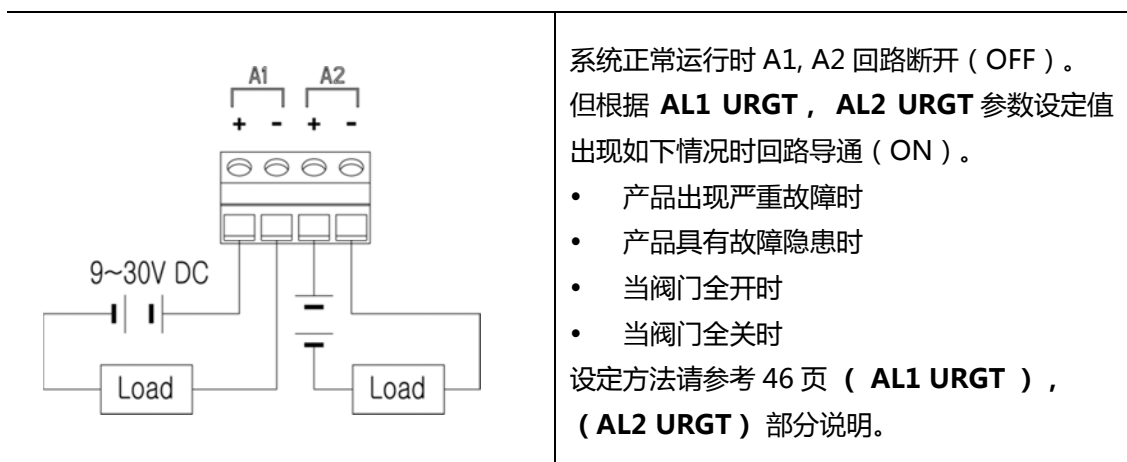 A1 A2
+ - + -
9~30V DC
Load
Load
系统正常运行时 A1, A2 回路断开（OFF）。
但根据 AL1 URGT， AL2 URGT 参数设定值
出现如下情况时回路导通（ON）。
• 产品出现严重故障时
• 产品具有故障隐患时
• 当阀门全开时
• 当阀门全关时
设定方法请参考 46 页（ AL1 URGT ），
（AL2 URGT）部分说明。